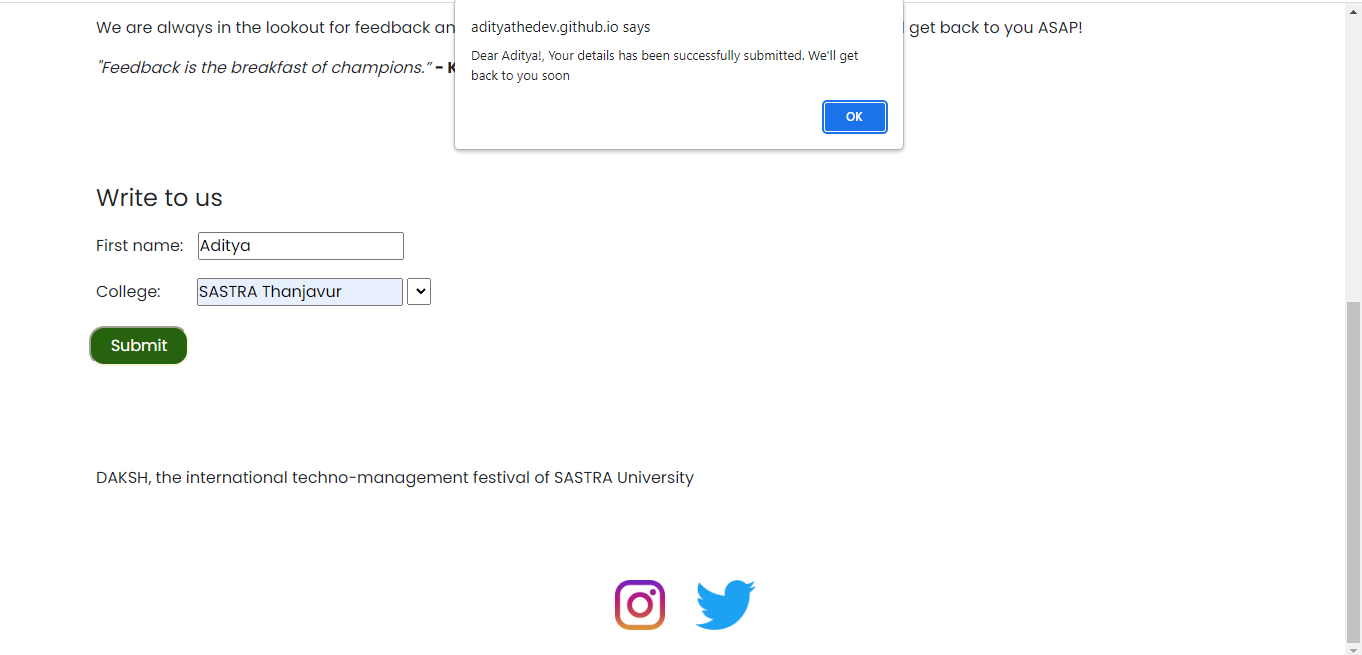 adityathedev.github.io says
Dear Aditya!, Your details has been successfully submitted. We'll get
back to you soon
OK
We are always in the lookout for feedback an get back to you ASAP!
"Feedback is the breakfast of champions.” - K
Write to us
First name: Aditya
College: SASTRA Thanjavur
Submit
DAKSH, the international techno-management festival of SASTRA University